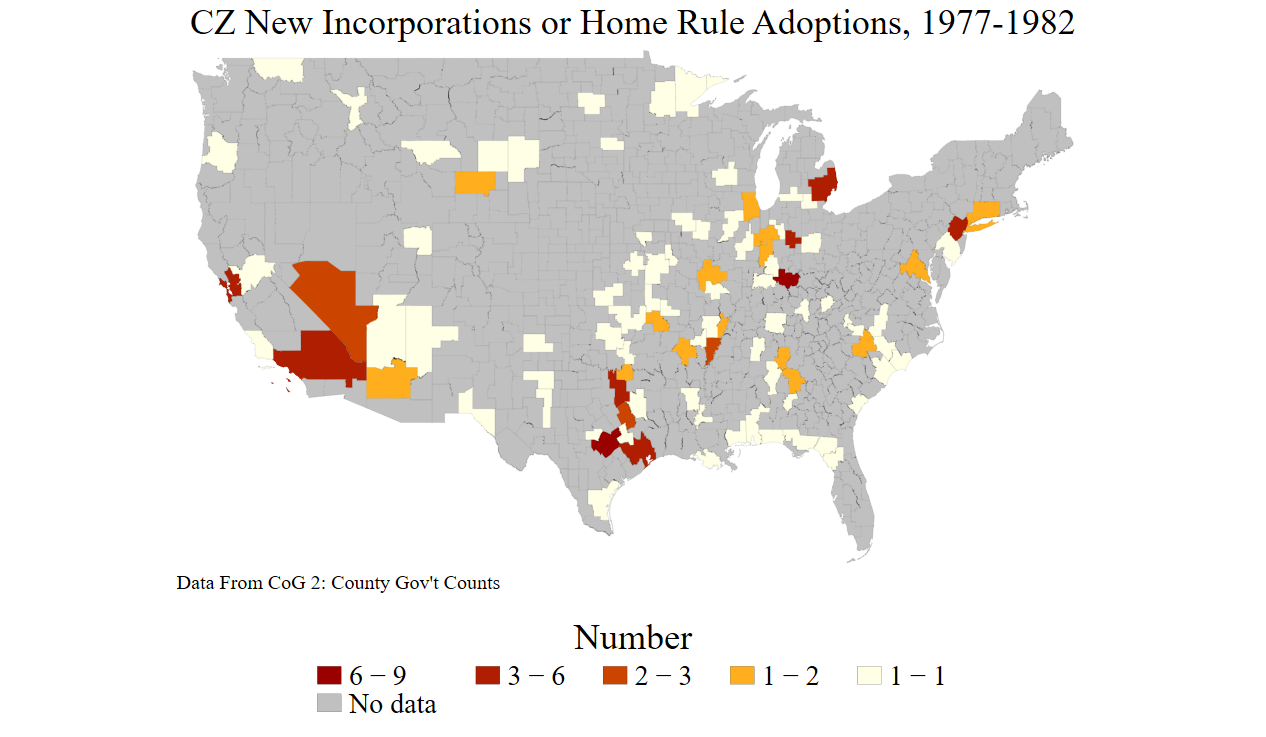 CZ New Incorporations or Home Rule Adoptions, 1977-1982
Data From CoG 2: County Gov't Counts
Number
6 − 9 3 − 6 2 − 3 1 − 2 1 − 1
No data